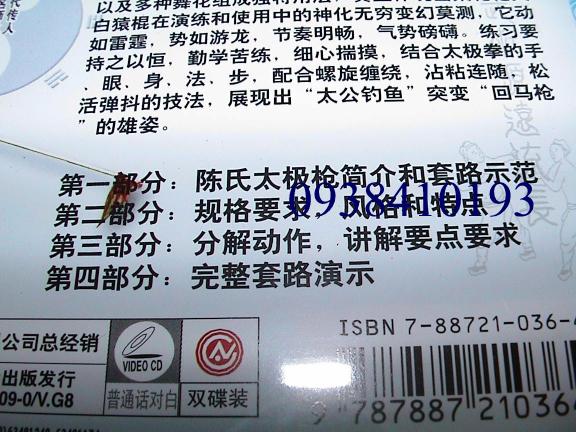 以及多种舞花组成独特用法，
白猿棍在演练和使用中的神化无穷变幻莫测，它动
如雷霆，势如游龙，节奏明畅，气势磅礴。练习要
持之以恒，勤学苦练，细心揣摸，结合太极拳的手
、眼、身、法、步，配合螺旋缠绕，沾粘连随，松
活弹抖的技法，展现出“太公钓鱼”突变“回马枪
”的雄姿。
第一部分：陈氏太极枪简介和套路示范
0938410193
第二部分：规格要求，风格和特点
第三部分：分解动作，讲解要点要求
第四部分：完整套路演示
公司总经销
出版发行
09-0/V.G8
VIDEO CD
普通话对白
双碟装
ISBN 7-88721-036-
9 787887 210364